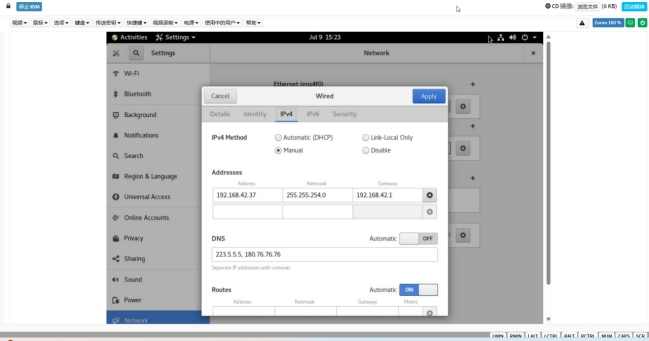 停止 KVM
CD 镜像: 浏览文件 (0 KB) 启动媒体
视频 鼠标 选项 键盘 传送密码 快捷键 视频录制 电源 使用中的用户 帮助
Zoom 100 %
Activities Settings Jul 9 15:23
Settings Network
Wi-Fi
Bluetooth
Background
Notifications
Search
Region & Language
Universal Access
Online Accounts
Privacy
Sharing
Sound
Power
Network
Ethernet (ens4f0)
Cancel Wired Apply
Details Identity IPv4 IPv6 Security
IPv4 Method Automatic (DHCP) Link-Local Only
Manual Disable
Addresses
Address Netmask Gateway
192.168.42.37 255.255.254.0 192.168.42.1
DNS Automatic OFF
223.5.5.5, 180.76.76.76
Separate IP addresses with commas
Routes Automatic ON
Address Netmask Gateway Metric
LWIN RWIN LALT LCTRL RALT RCTRL NUM CAPS SCR